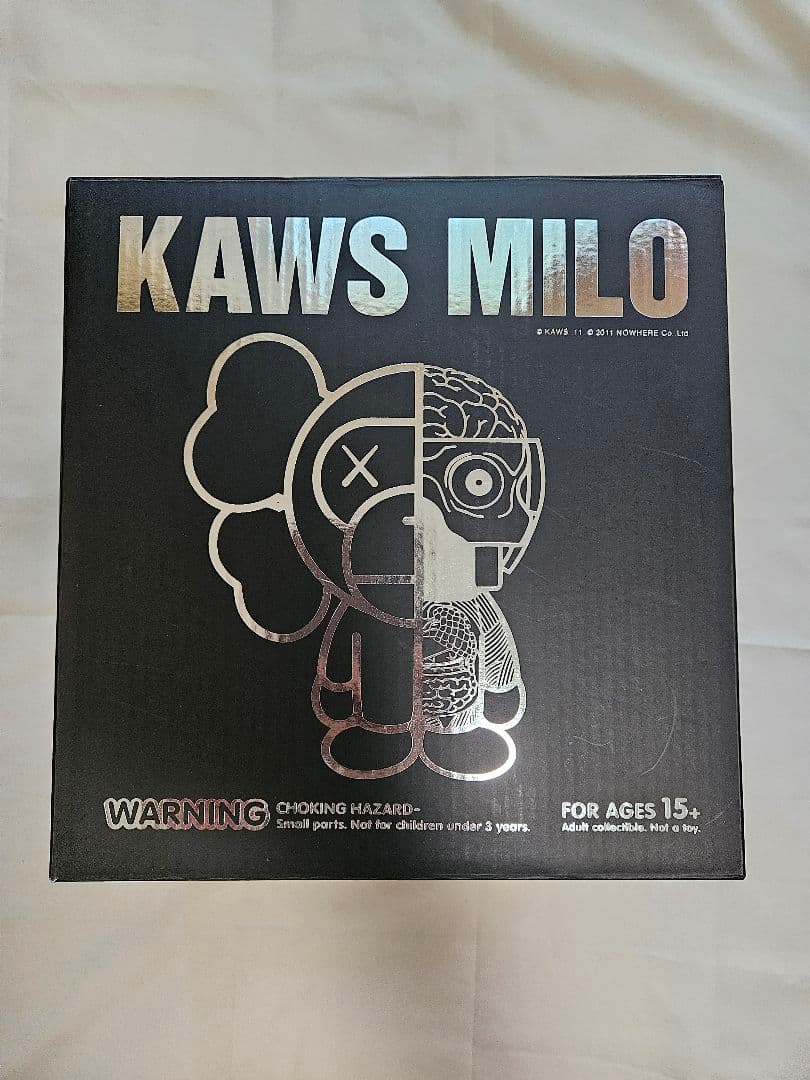 KAWS MILO
© KAWS..11. © 2011 NOWHERE Co.,Ltd
WARNING CHOKING HAZARD-
Small parts. Not for children under 3 years.
FOR AGES 15+
Adult collectible. Not a toy.